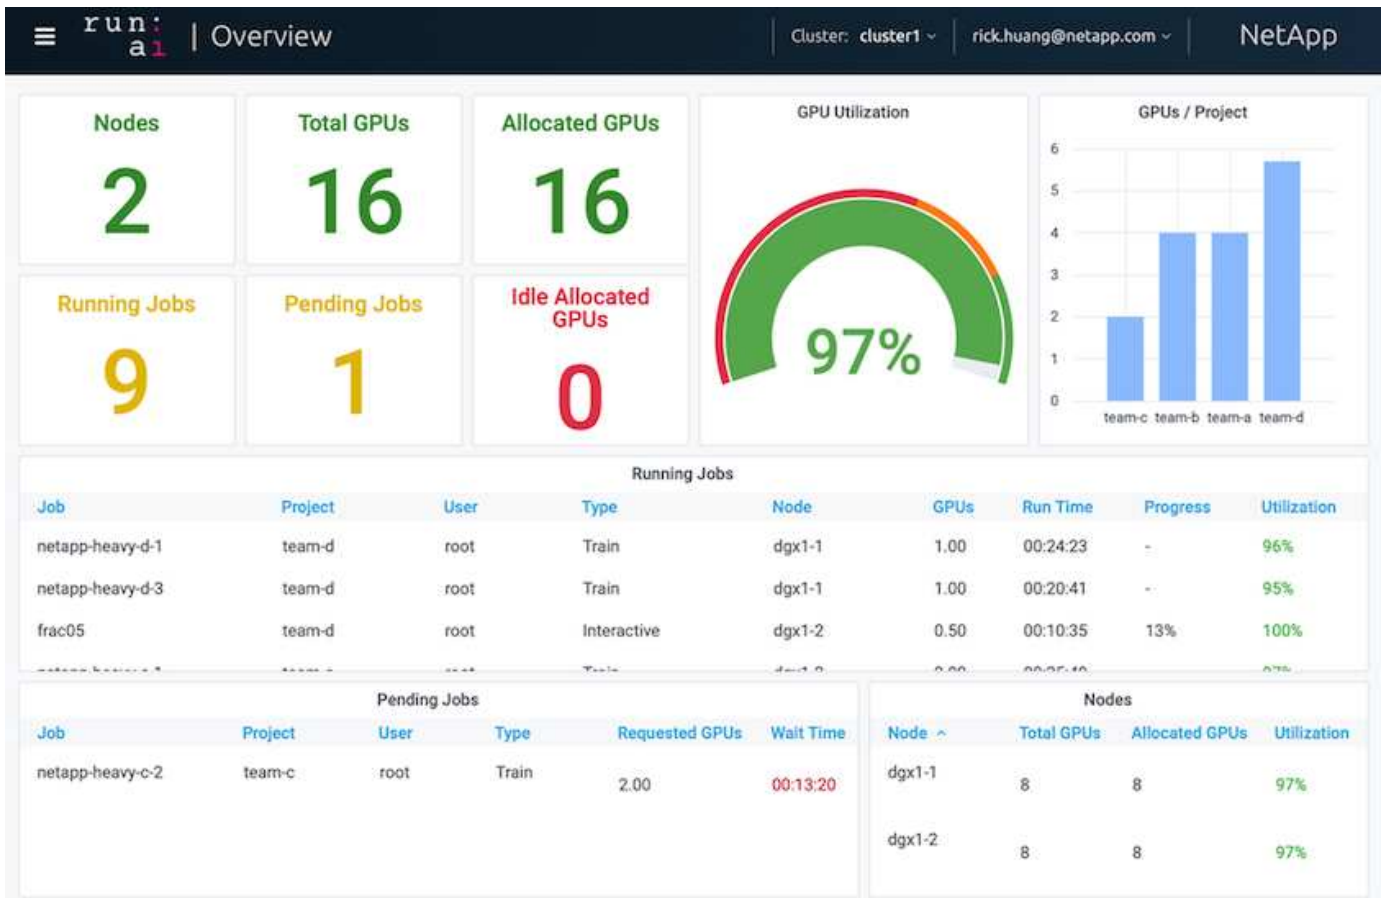 run: ai | Overview Cluster: cluster1 rick.huang@netapp.com NetApp
Nodes
2
Total GPUs
16
Allocated GPUs
16
Running Jobs
9
Pending Jobs
1
Idle Allocated
GPUs
0
GPU Utilization
97%
GPUs / Project
6
5
4
3
2
1
0
team-c team-b team-a team-d
Running Jobs
Job Project User Type Node GPUs Run Time Progress Utilization
netapp-heavy-d-1 team-d root Train dgx1-1 1.00 00:24:23 - 96%
netapp-heavy-d-3 team-d root Train dgx1-1 1.00 00:20:41 - 95%
frac05 team-d root Interactive dgx1-2 0.50 00:10:35 13% 100%
Pending Jobs
Job Project User Type Requested GPUs Wait Time
netapp-heavy-c-2 team-c root Train 2.00 00:13:20
Nodes
Node Total GPUs Allocated GPUs Utilization
dgx1-1 8 8 97%
dgx1-2 8 8 97%